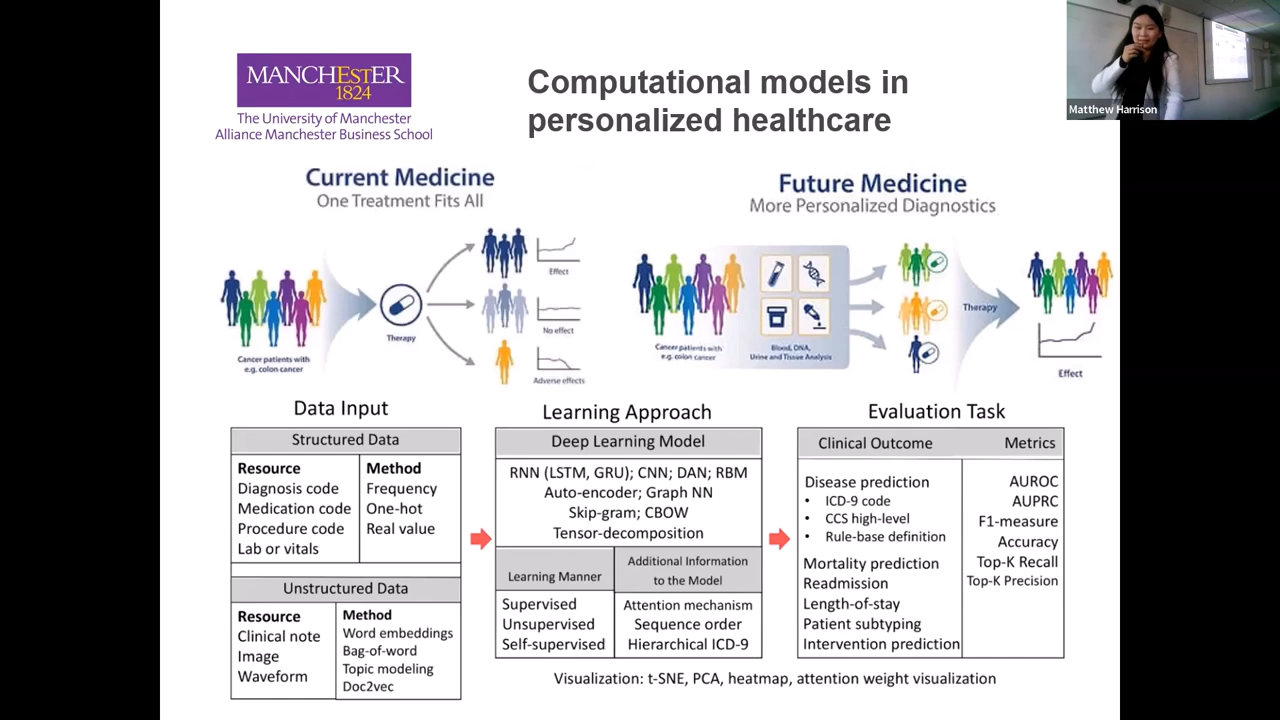 MANCHESTER
1824
The University of Manchester
Alliance Manchester Business School
Computational models in
personalized healthcare
Matthew Harrison
Current Medicine
One Treatment Fits All
Effect
No effect
Adverse effects
Therapy
Cancer patients with
e.g. colon cancer
Future Medicine
More Personalized Diagnostics
Cancer patients with
e.g. colon cancer
Blood, DNA,
Urine and Tissue Analysis
Therapy
Effect
Data Input
Structured Data
Resource
Diagnosis code
Medication code
Procedure code
Lab or vitals
Method
Frequency
One-hot
Real value
Unstructured Data
Resource
Clinical note
Image
Waveform
Method
Word embeddings
Bag-of-word
Topic modeling
Doc2vec
Learning Approach
Deep Learning Model
RNN (LSTM, GRU); CNN; DAN; RBM
Auto-encoder; Graph NN
Skip-gram; CBOW
Tensor-decomposition
Learning Manner
Supervised
Unsupervised
Self-supervised
Additional Information
to the Model
Attention mechanism
Sequence order
Hierarchical ICD-9
Evaluation Task
Clinical Outcome
Disease prediction
• ICD-9 code
• CCS high-level
• Rule-base definition
Mortality prediction
Readmission
Length-of-stay
Patient subtyping
Intervention prediction
Metrics
AUROC
AUPRC
F1-measure
Accuracy
Top-K Recall
Top-K Precision
Visualization: t-SNE, PCA, heatmap, attention weight visualization